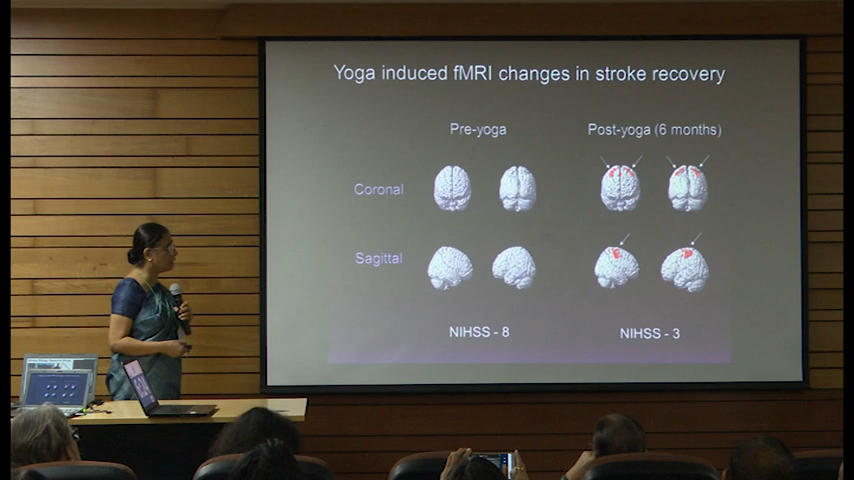 Yoga induced fMRI changes in stroke recovery
Pre-yoga
Post-yoga (6 months)
Coronal
Sagittal
NIHSS - 8
NIHSS - 3